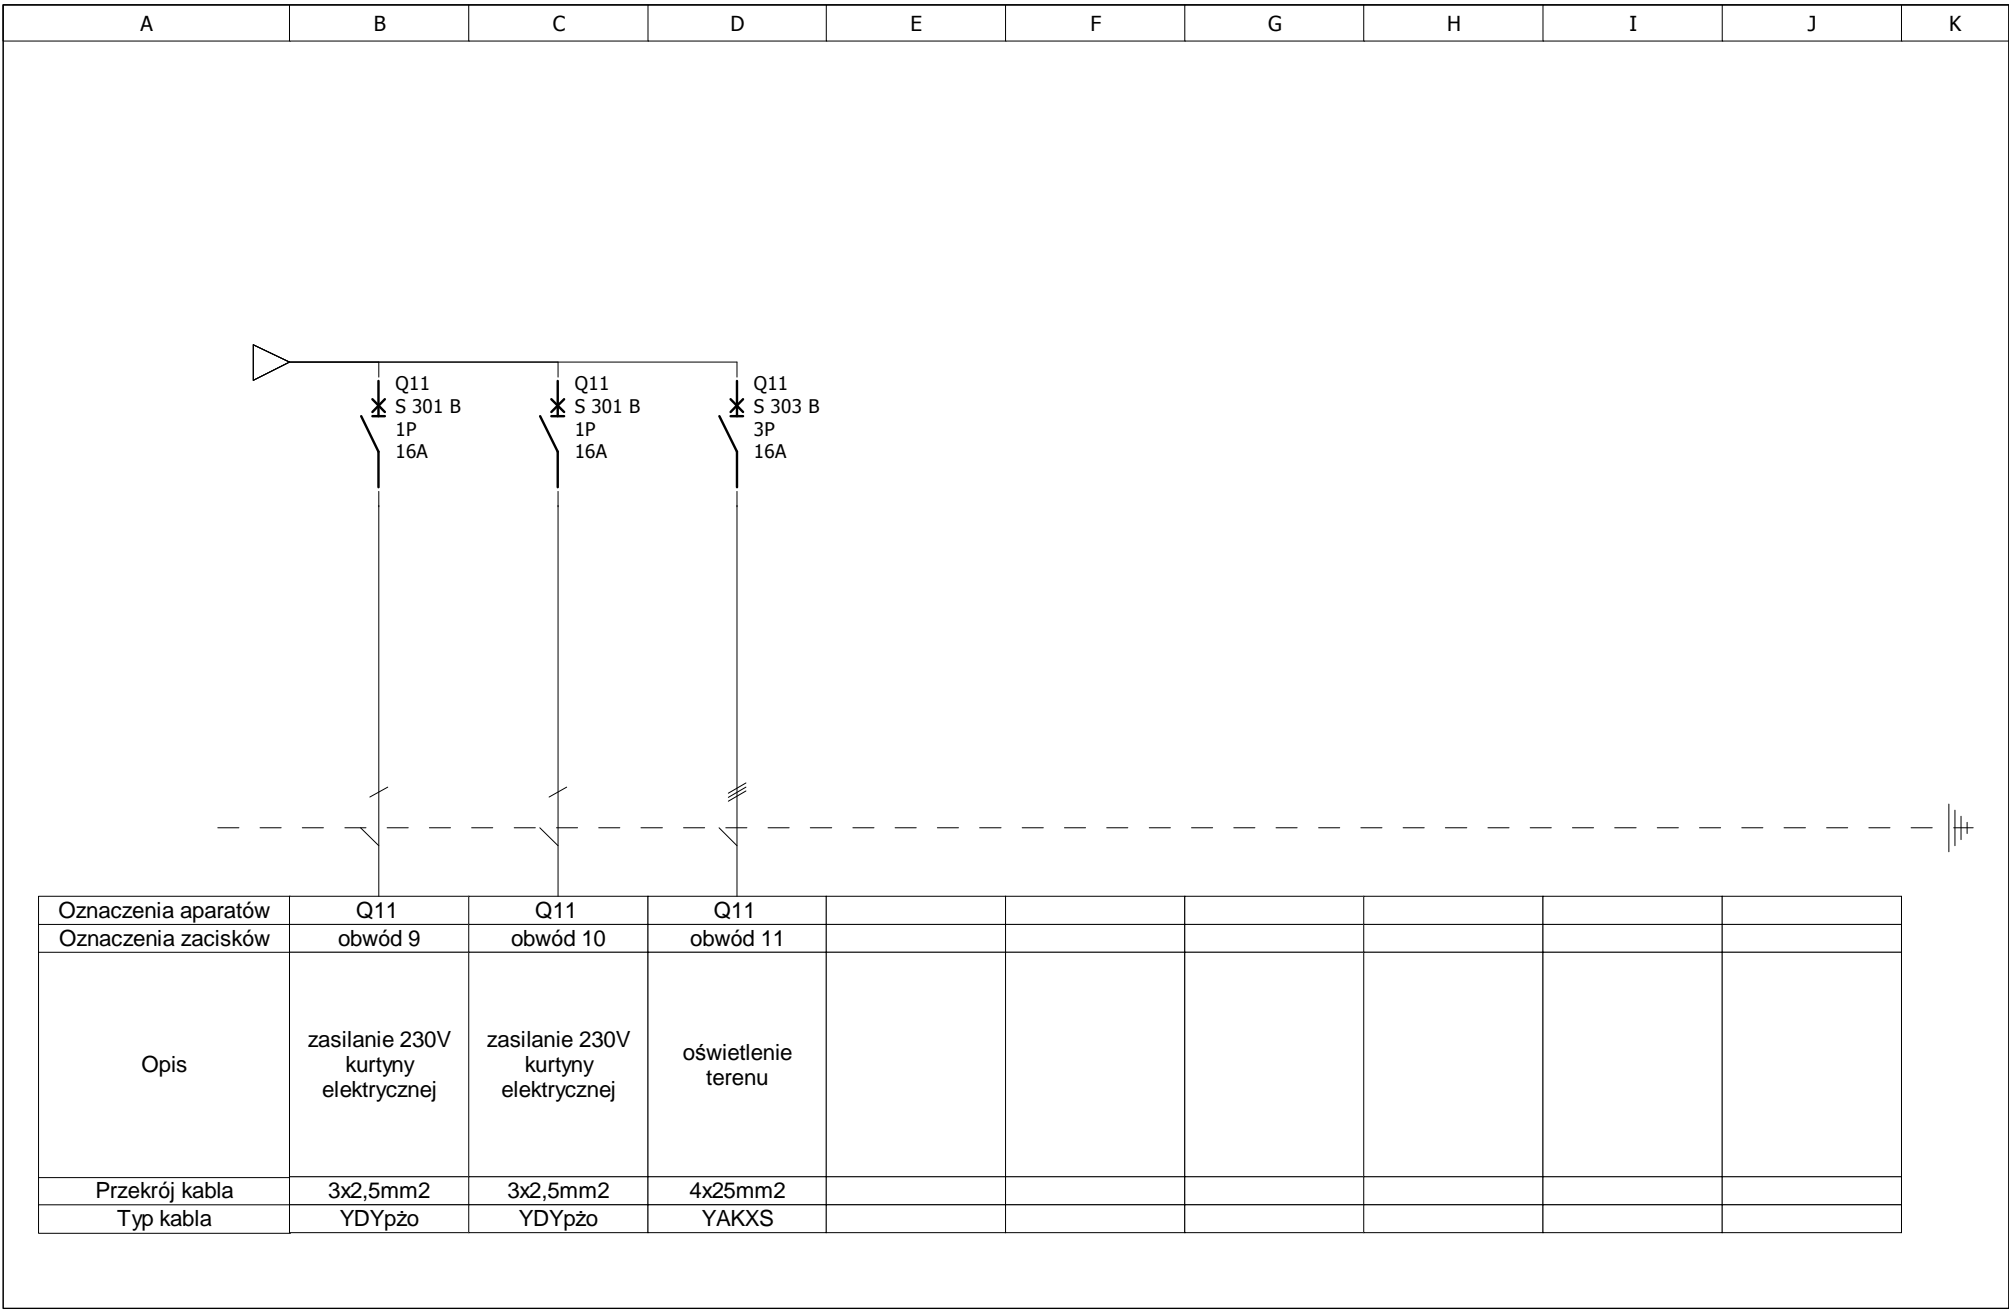 A B C D E F G H I J K
Q11 Q11 Q11
S 301 B S 301 B S 303 B
1P 1P 3P
16A 16A 16A
Oznaczenia aparatów Q11 Q11 Q11
Oznaczenia zacisków obwód 9 obwód 10 obwód 11
Opis
zasilanie 230V
kurtyny
elektrycznej
zasilanie 230V
kurtyny
elektrycznej
oświetlenie
terenu
Przekrój kabla 3x2,5mm2 3x2,5mm2 4x25mm2
Typ kabla YDYpżo YDYpżo YAKXS